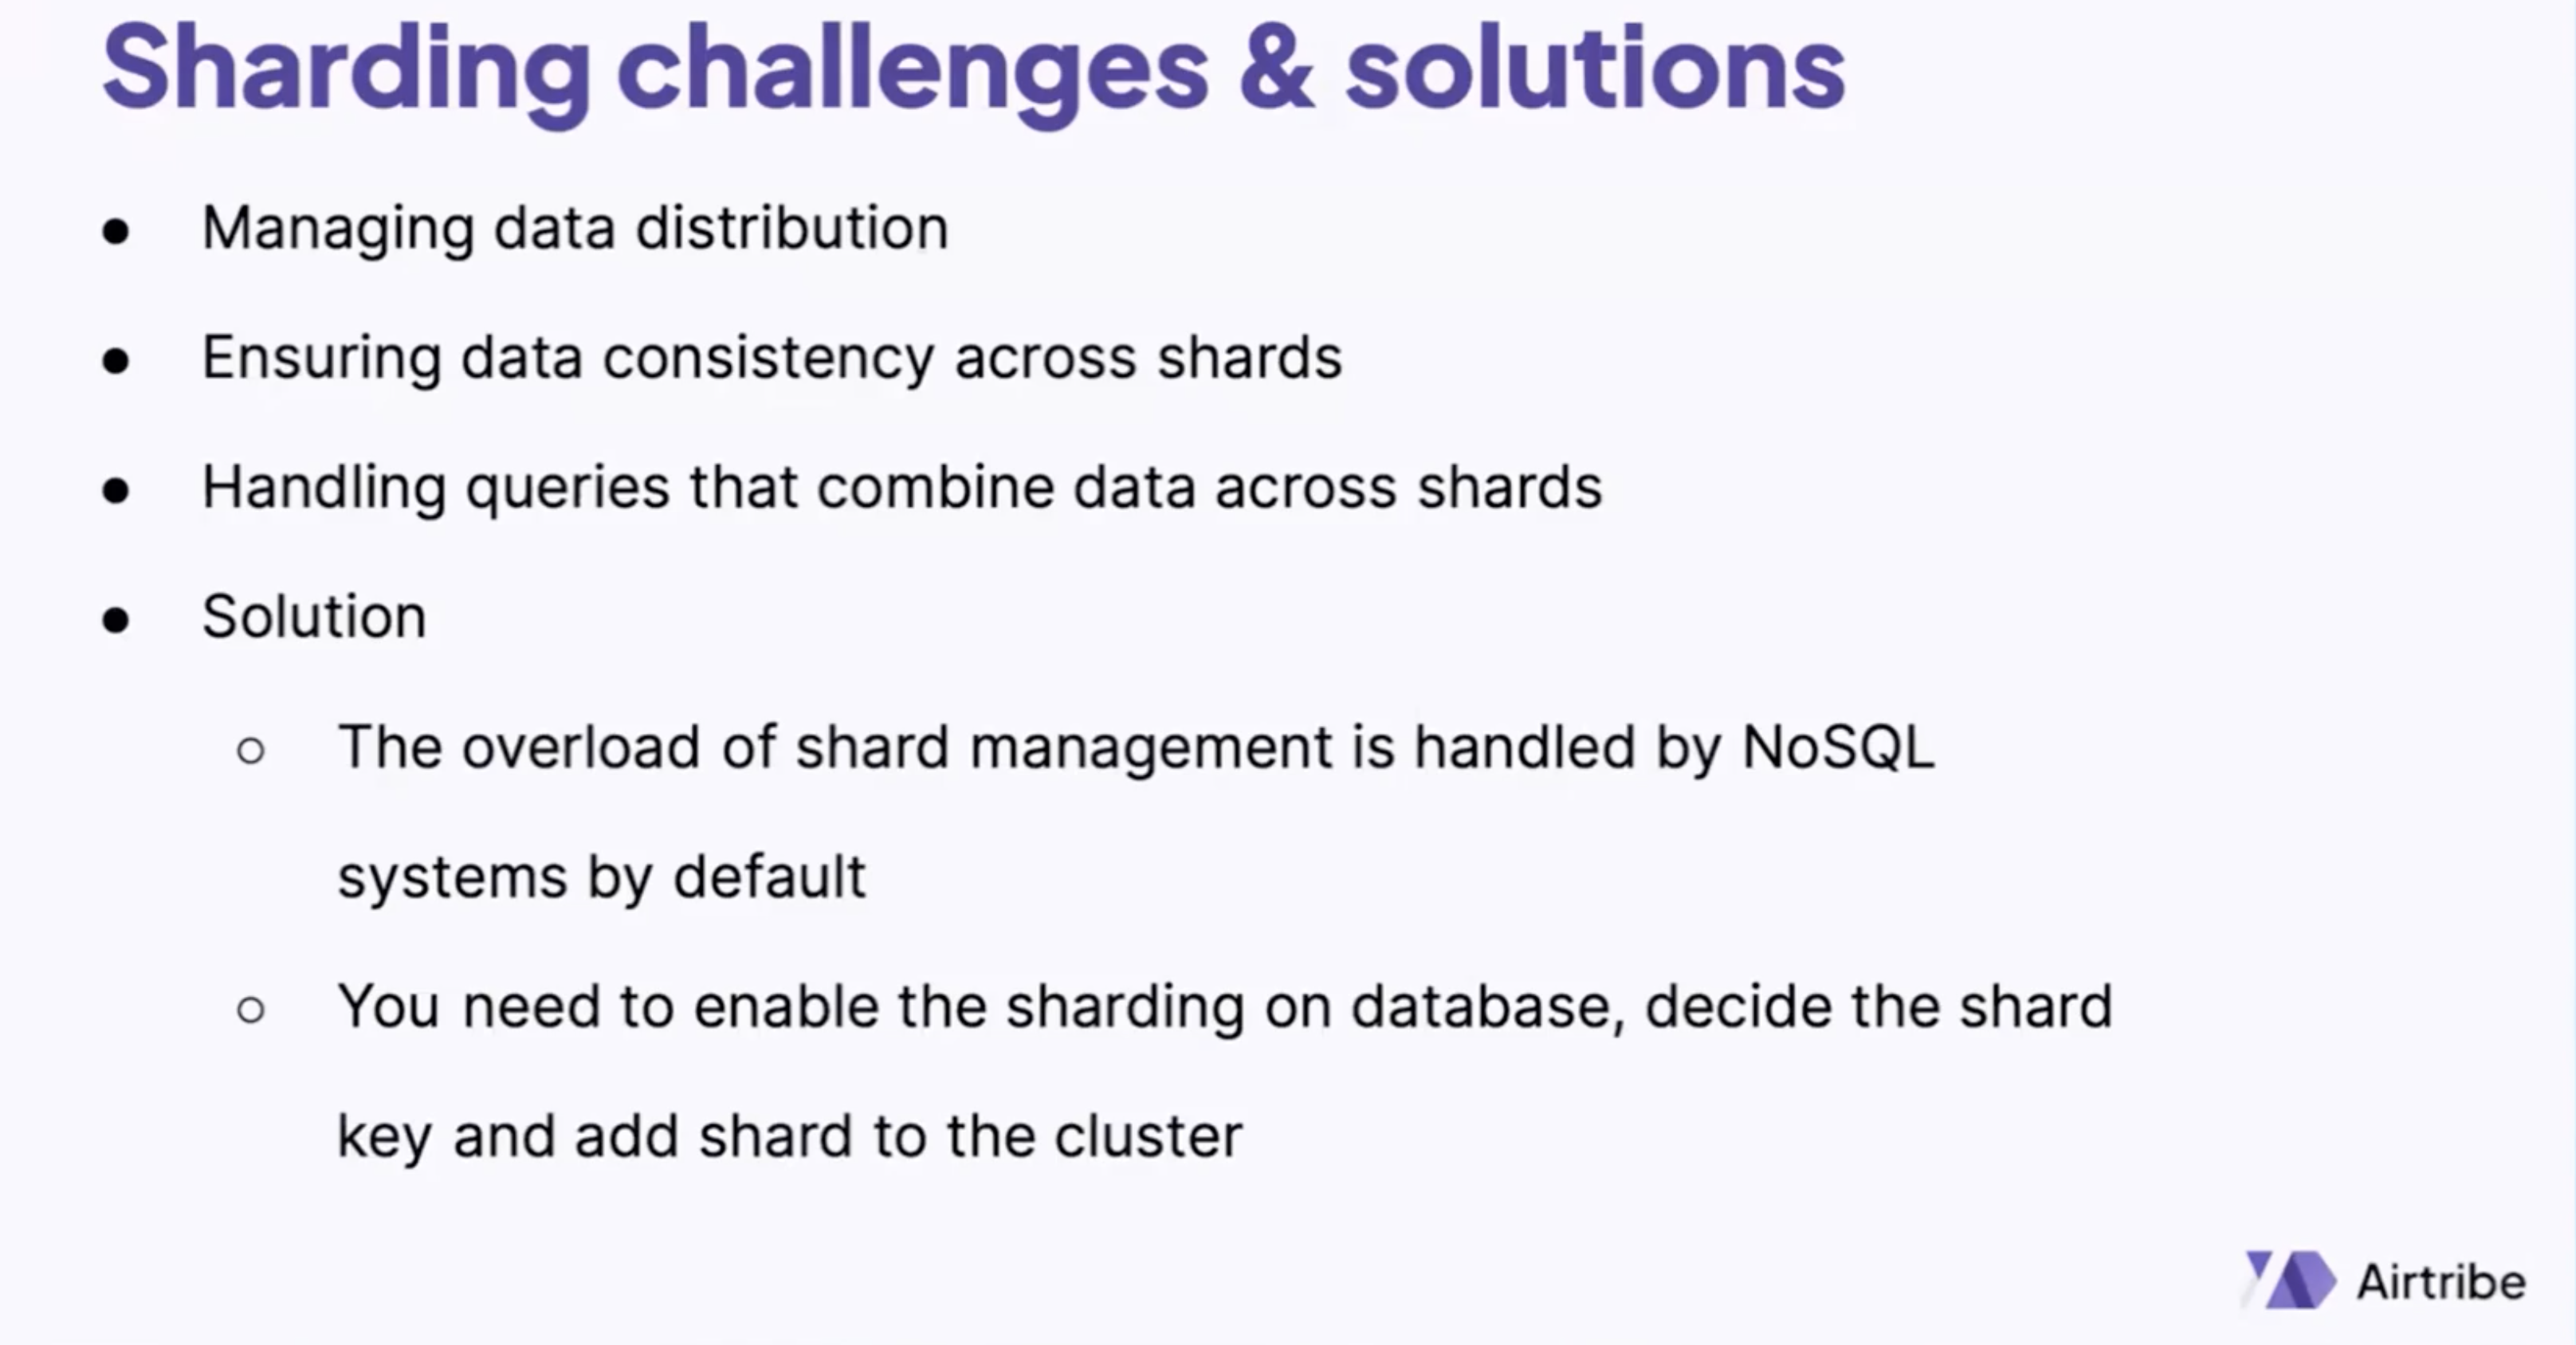 Sharding challenges & solutions
● Managing data distribution
● Ensuring data consistency across shards
● Handling queries that combine data across shards
● Solution
○ The overload of shard management is handled by NoSQL
systems by default
○ You need to enable the sharding on database, decide the shard
key and add shard to the cluster
Airtribe